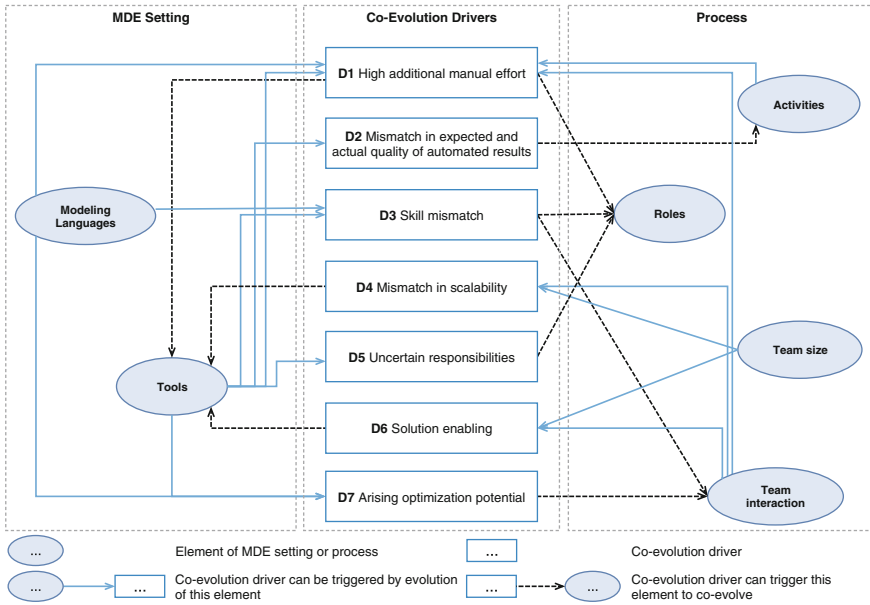 MDE Setting
Co-Evolution Drivers
Process
D1 High additional manual effort
Activities
D2 Mismatch in expected and
actual quality of automated results
Modeling
Languages
D3 Skill mismatch
Roles
D4 Mismatch in scalability
Team size
D5 Uncertain responsibilities
Tools
D6 Solution enabling
D7 Arising optimization potential
Team
interaction
...
Element of MDE setting or process
...
Co-evolution driver
...
...
Co-evolution driver can be triggered by evolution
of this element
...
...
Co-evolution driver can trigger this
element to co-evolve